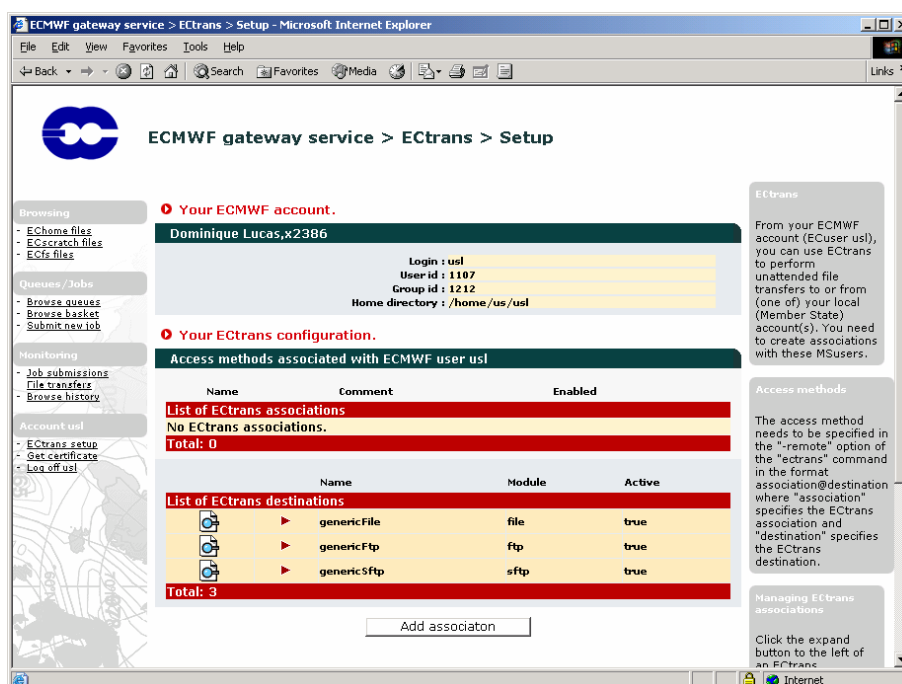 ECMWF gateway service > ECtrans > Setup - Microsoft Internet Explorer
File Edit View Favorites Tools Help
Back Search Favorites Media Links
ECMWF gateway service > ECtrans > Setup
Browsing
- EChome files
- ECscratch files
- ECfs files
Queues/Jobs
- Browse queues
- Browse basket
- Submit new job
Monitoring
- Job submissions
File transfers
- Browse history
Account usl
- ECtrans setup
- Get certificate
- Log off usl
Your ECMWF account.
Dominique Lucas,x2386
Login : usl
User id : 1107
Group id : 1212
Home directory : /home/us/usl
Your ECtrans configuration.
Access methods associated with ECMWF user usl
Name Comment Enabled
List of ECtrans associations
No ECtrans associations.
Total: 0
Name Module Active
List of ECtrans destinations
genericFile file true
genericFtp ftp true
genericSftp sftp true
Total: 3
Add associaton
ECtrans
From your ECMWF
account (ECuser usl),
you can use ECtrans
to perform
unattended file
transfers to or from
(one of) your local
(Member State)
account(s). You need
to create associations
with these MSusers.
Access methods
The access method
needs to be specified in
the "-remote" option of
the "ectrans" command
in the format
association@destination
where "association"
specifies the ECtrans
association and
"destination" specifies
the ECtrans
destination.
Managing ECtrans
associations
Click the expand
button to the left of
an ECtrans
Internet